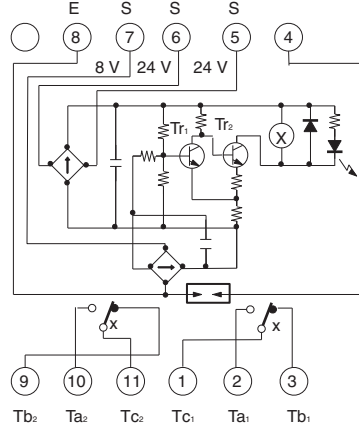 E S S S
8 7 6 5 4
8 V 24 V 24 V
Tr₁ Tr₂
X
x x
9 10 11 1 2 3
Tb₂ Ta₂ Tc₂ Tc₁ Ta₁ Tb₁